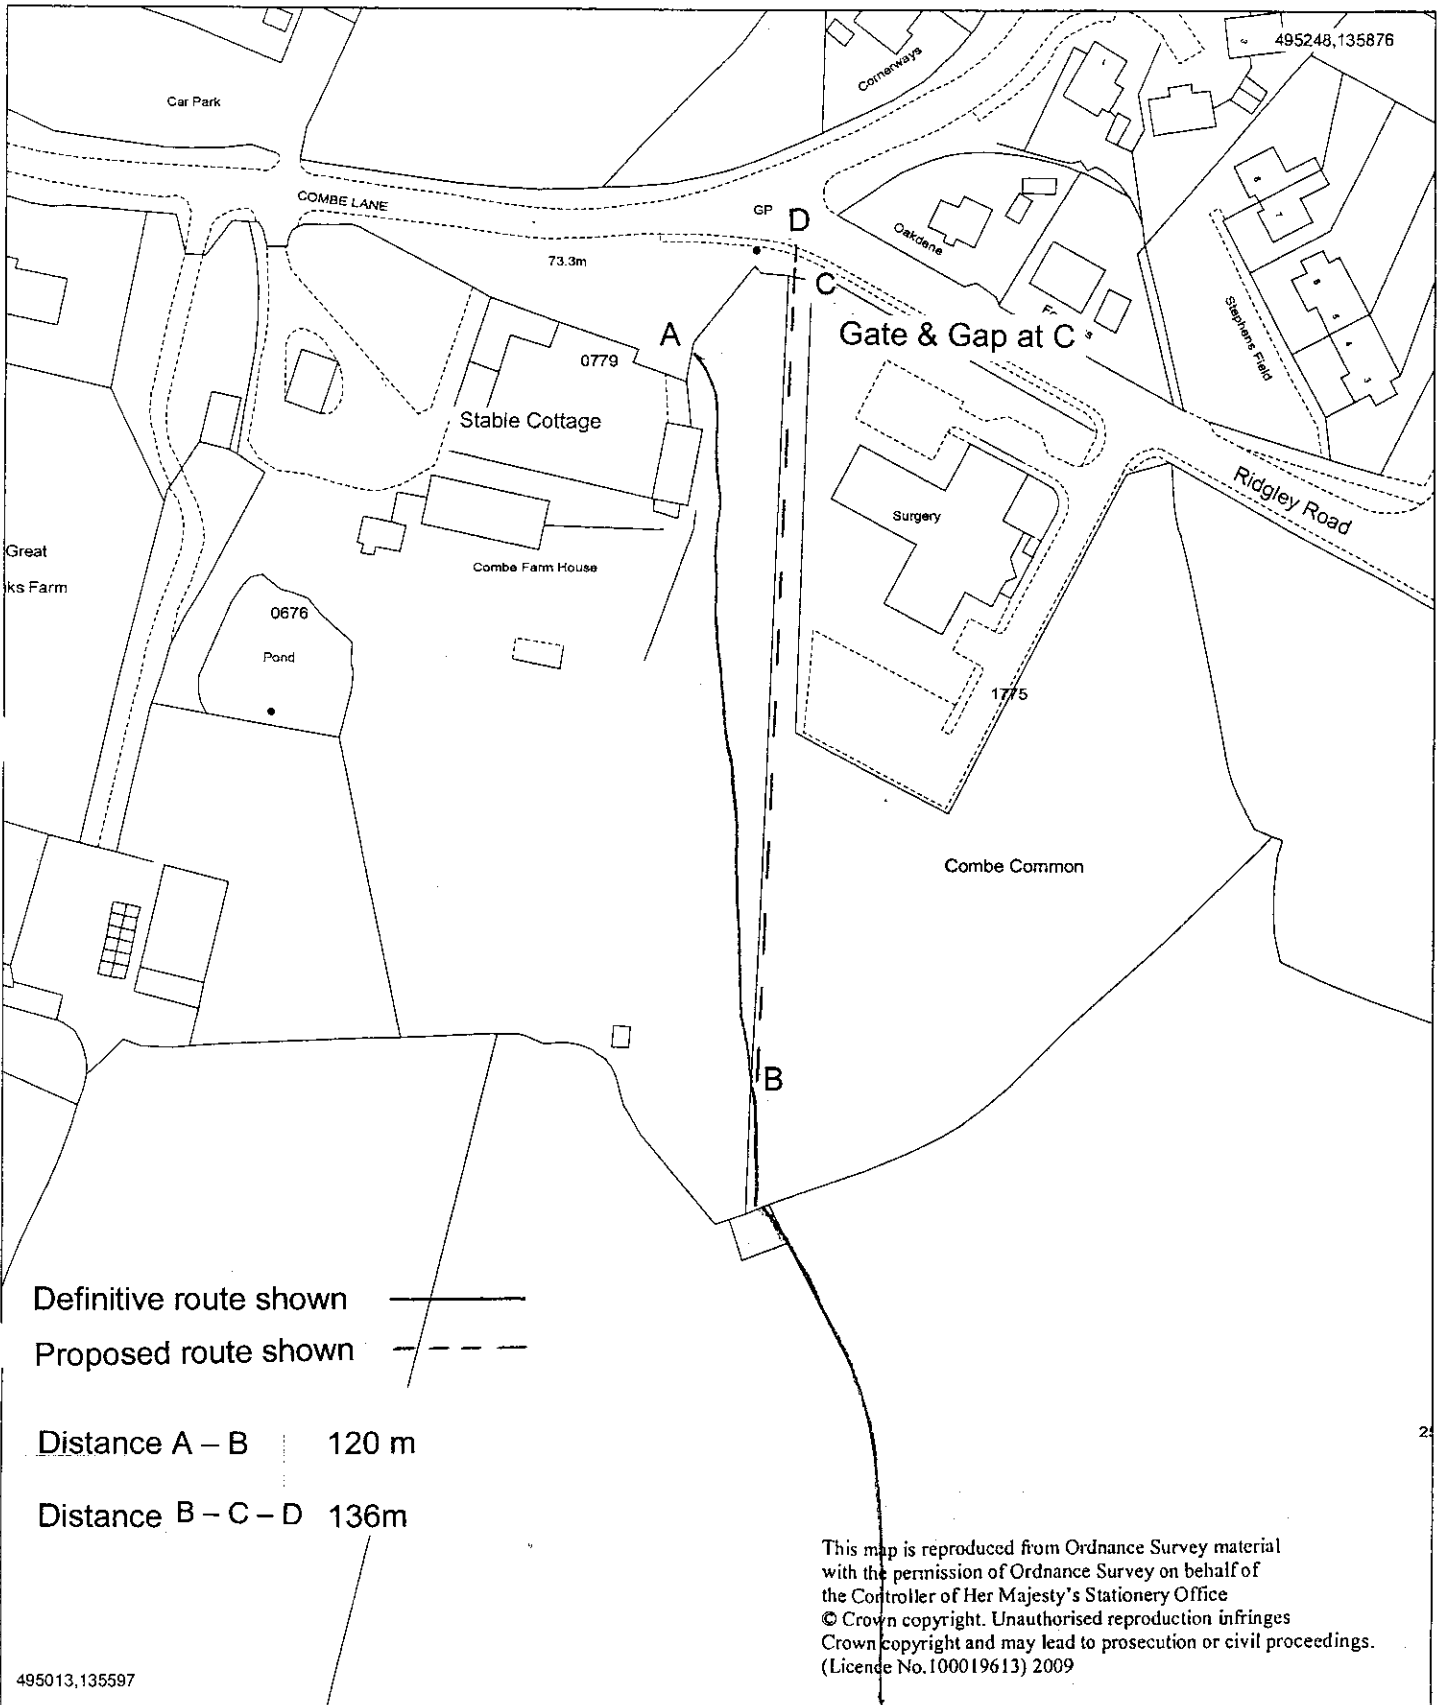 495248,135876
Cornerways
Car Park
COMBE LANE
GP
D
Oakdene
73.3m
C
A
Gate & Gap at C
Stephens Field
0779
Stable Cottage
Ridgley Road
Surgery
Great
ks Farm
Combe Farm House
0676
Pond
1775
Combe Common
B
Definitive route shown
Proposed route shown
Distance A – B 120 m
Distance B – C – D 136m
This map is reproduced from Ordnance Survey material
with the permission of Ordnance Survey on behalf of
the Controller of Her Majesty's Stationery Office
© Crown copyright. Unauthorised reproduction infringes
Crown copyright and may lead to prosecution or civil proceedings.
(Licence No.100019613) 2009
495013,135597